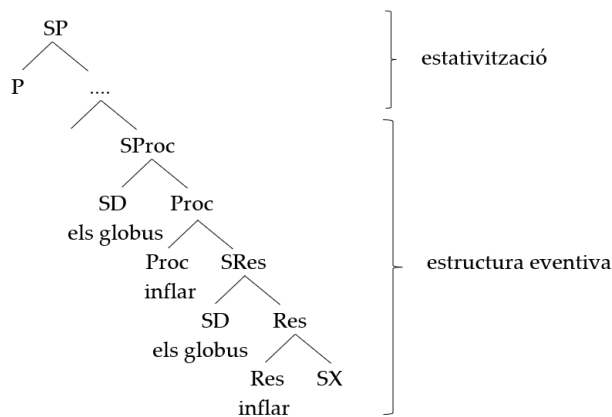 SP
estativització
P
....
SProc
SD Proc
els globus
Proc SRes
estructura eventiva
inflar
SD Res
els globus
Res SX
inflar